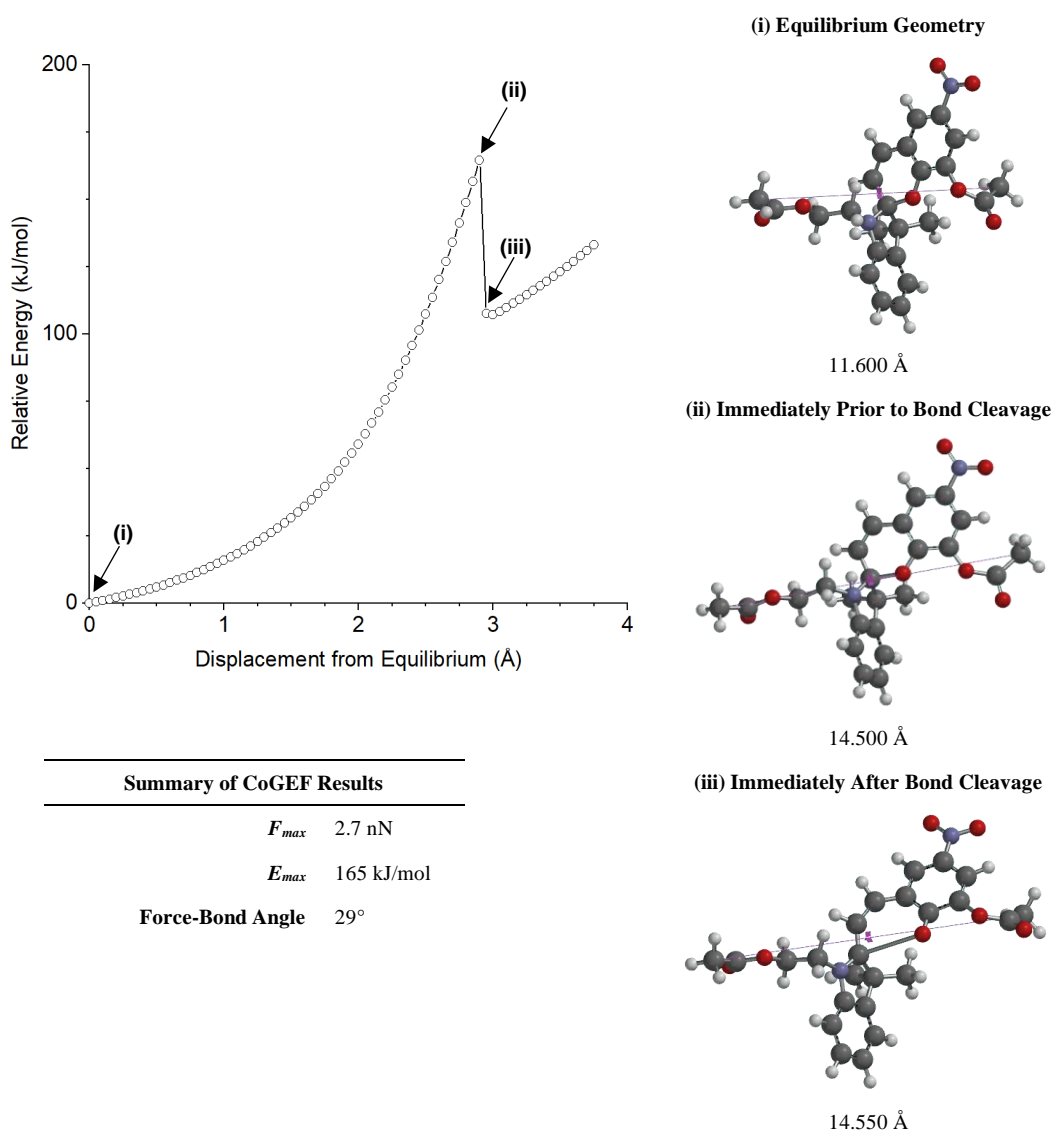 (i) Equilibrium Geometry
200
(ii)
(iii)
100
Relative Energy (kJ/mol)
(i)
0
0
1
2
3
4
Displacement from Equilibrium (Å)
11.600 Å
(ii) Immediately Prior to Bond Cleavage
14.500 Å
Summary of CoGEF Results
Fmax 2.7 nN
Emax 165 kJ/mol
Force-Bond Angle 29°
(iii) Immediately After Bond Cleavage
14.550 Å